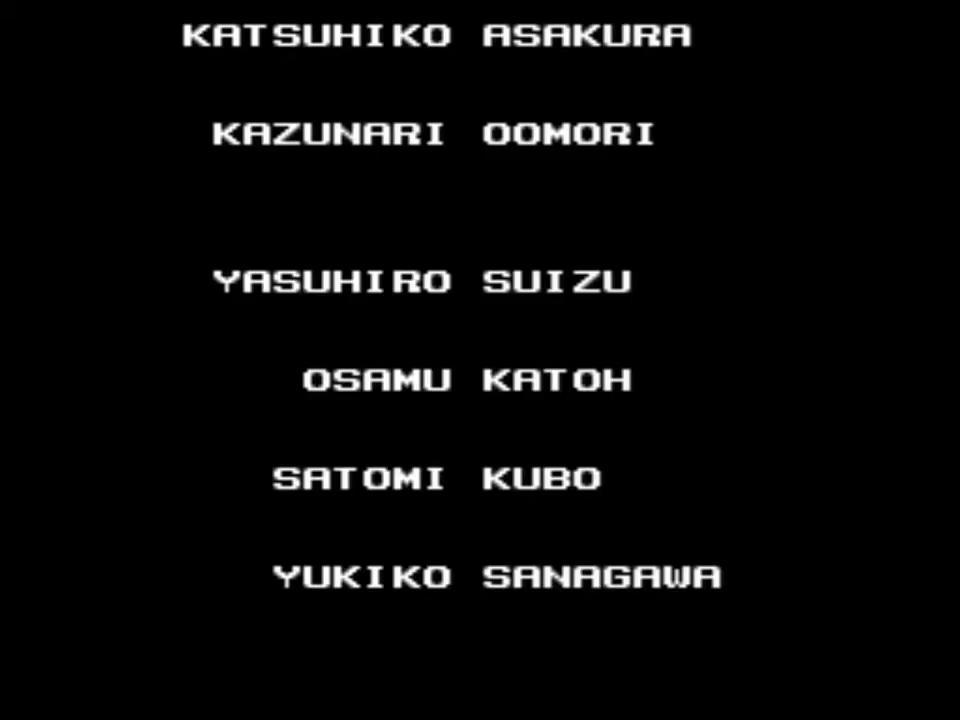 KATSUHIKO ASAKURA
KAZUNARI OOMORI
YASUHIRO SUIZU
OSAMU KATOH
SATOMI KUBO
YUKIKO SANAGAWA